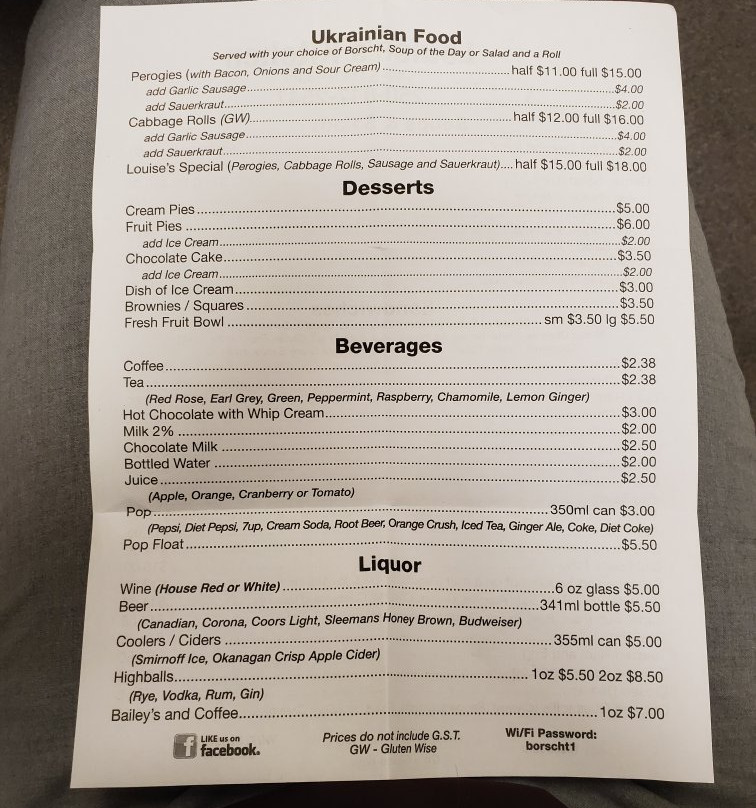 Ukrainian Food
Served with your choice of Borscht, Soup of the Day or Salad and a Roll
Perogies (with Bacon, Onions and Sour Cream)....half $11.00 full $15.00
add Garlic Sausage....$4.00
add Sauerkraut....$2.00
Cabbage Rolls (GW)....half $12.00 full $16.00
add Garlic Sausage....$4.00
add Sauerkraut....$2.00
Louise's Special (Perogies, Cabbage Rolls, Sausage and Sauerkraut)....half $15.00 full $18.00
Desserts
Cream Pies....$5.00
Fruit Pies....$6.00
add Ice Cream....$2.00
Chocolate Cake....$3.50
add Ice Cream....$2.00
Dish of Ice Cream....$3.00
Brownies / Squares....$3.50
Fresh Fruit Bowl....sm $3.50 lg $5.50
Beverages
Coffee....$2.38
Tea....$2.38
(Red Rose, Earl Grey, Green, Peppermint, Raspberry, Chamomile, Lemon Ginger)
Hot Chocolate with Whip Cream....$3.00
Milk 2%....$2.00
Chocolate Milk....$2.50
Bottled Water....$2.00
Juice....$2.50
(Apple, Orange, Cranberry or Tomato)
Pop....350ml can $3.00
(Pepsi, Diet Pepsi, 7up, Cream Soda, Root Beer, Orange Crush, Iced Tea, Ginger Ale, Coke, Diet Coke)
Pop Float....$5.50
Liquor
Wine (House Red or White)....6 oz glass $5.00
Beer....341ml bottle $5.50
(Canadian, Corona, Coors Light, Sleemans Honey Brown, Budweiser)
Coolers / Ciders....355ml can $5.00
(Smirnoff Ice, Okanagan Crisp Apple Cider)
Highballs....1oz $5.50 2oz $8.50
(Rye, Vodka, Rum, Gin)
Bailey's and Coffee....1oz $7.00
f LIKE us on
facebook.
Prices do not include G.S.T.
GW - Gluten Wise
Wi/Fi Password:
borscht1